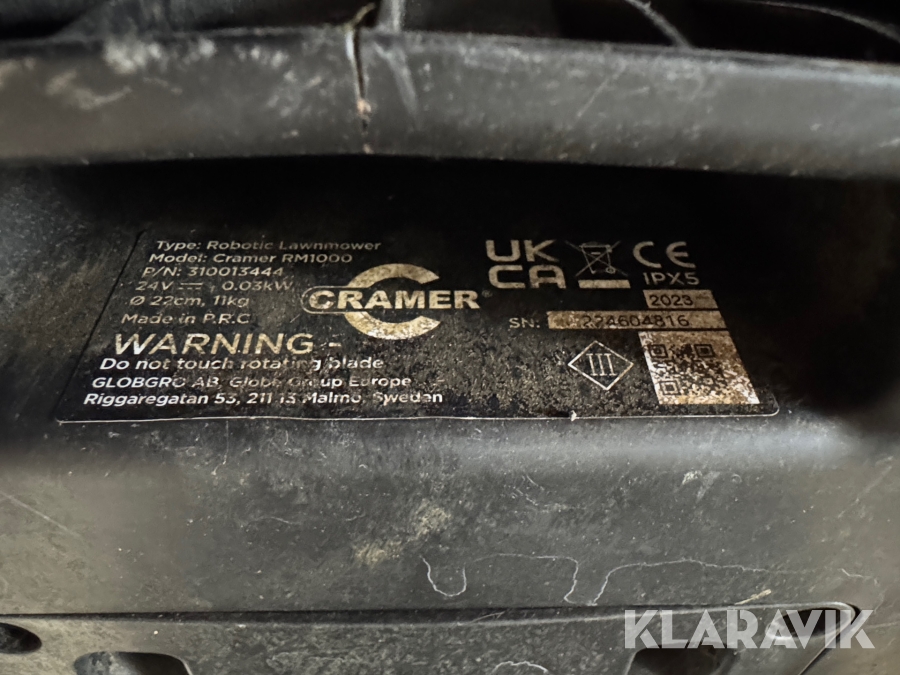 Type: Robotic Lawnmower
Model: Cramer RM1000
P/N: 310013444
24V 0.03kW
Ø 22cm, 11kg
Made in P.R.C
WARNING -
Do not touch rotating blade
GLOBGRO AB, Globe Group Europe
Riggaregatan 53, 211 13 Malmö, Sweden
CRAMER®
UK
CA
CE
IPX5
2023
SN:
III
KLARAVIK